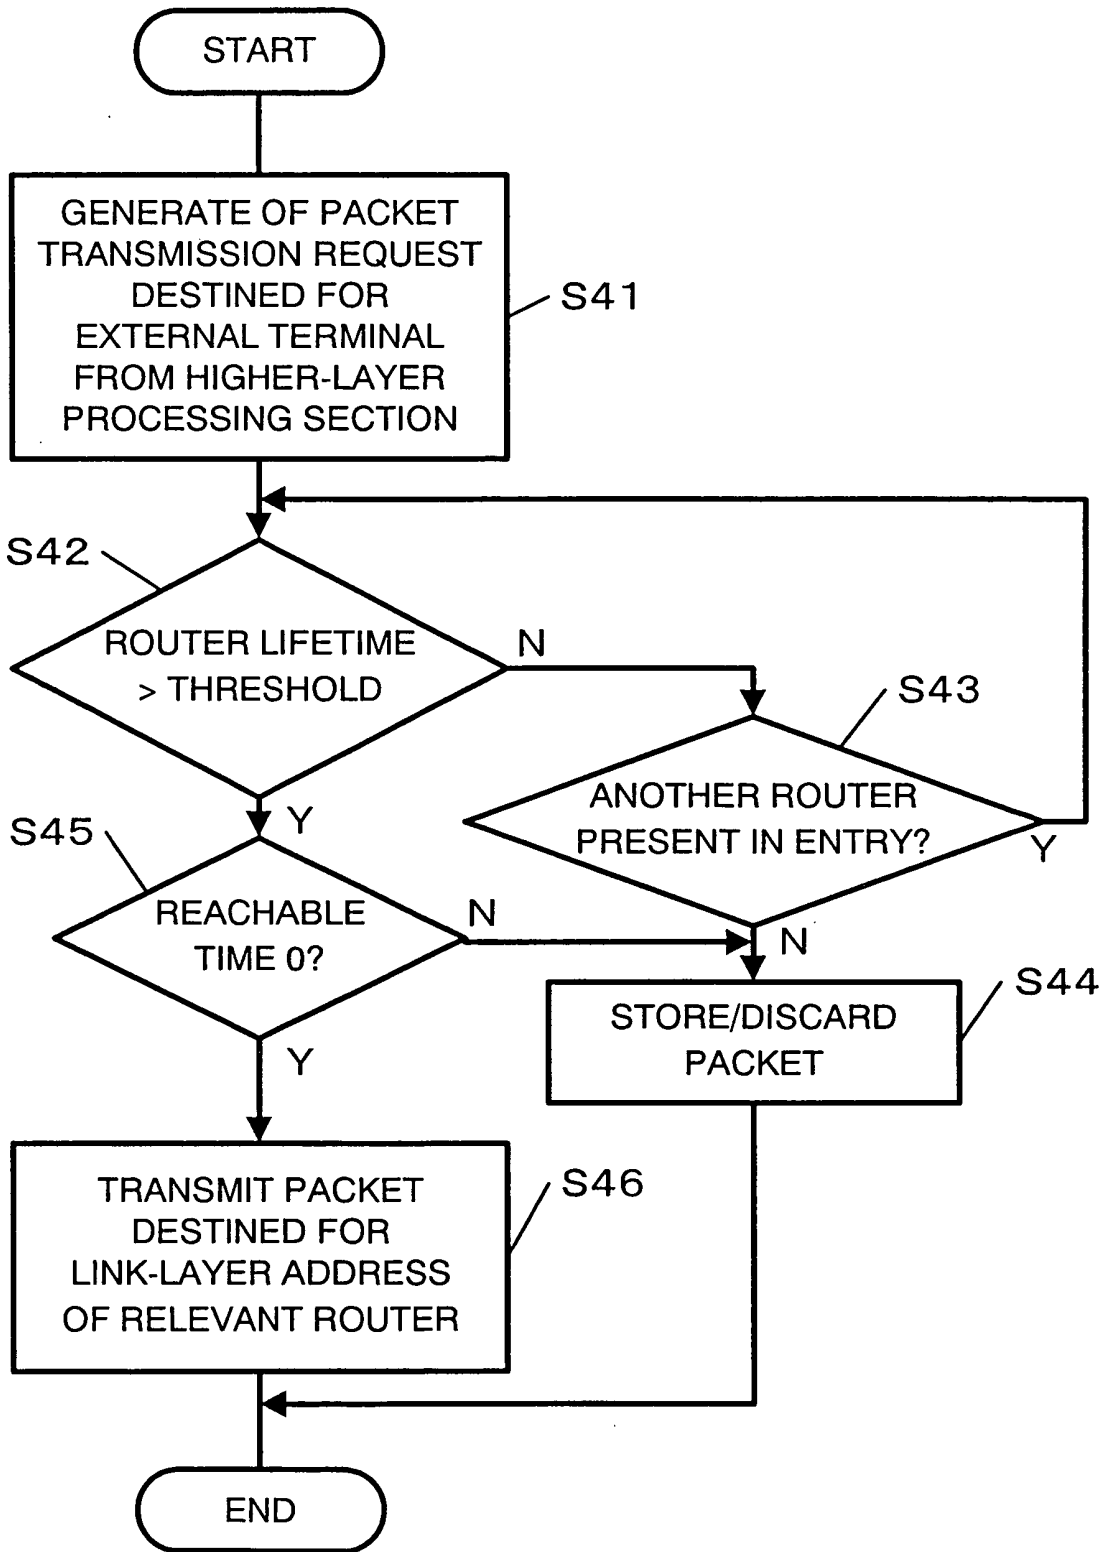 START
GENERATE OF PACKET
TRANSMISSION REQUEST
DESTINED FOR
EXTERNAL TERMINAL
FROM HIGHER-LAYER
PROCESSING SECTION
S41
S42
ROUTER LIFETIME
> THRESHOLD
N
Y
S43
ANOTHER ROUTER
PRESENT IN ENTRY?
Y
N
S45
REACHABLE
TIME 0?
N
Y
S44
STORE/DISCARD
PACKET
S46
TRANSMIT PACKET
DESTINED FOR
LINK-LAYER ADDRESS
OF RELEVANT ROUTER
END